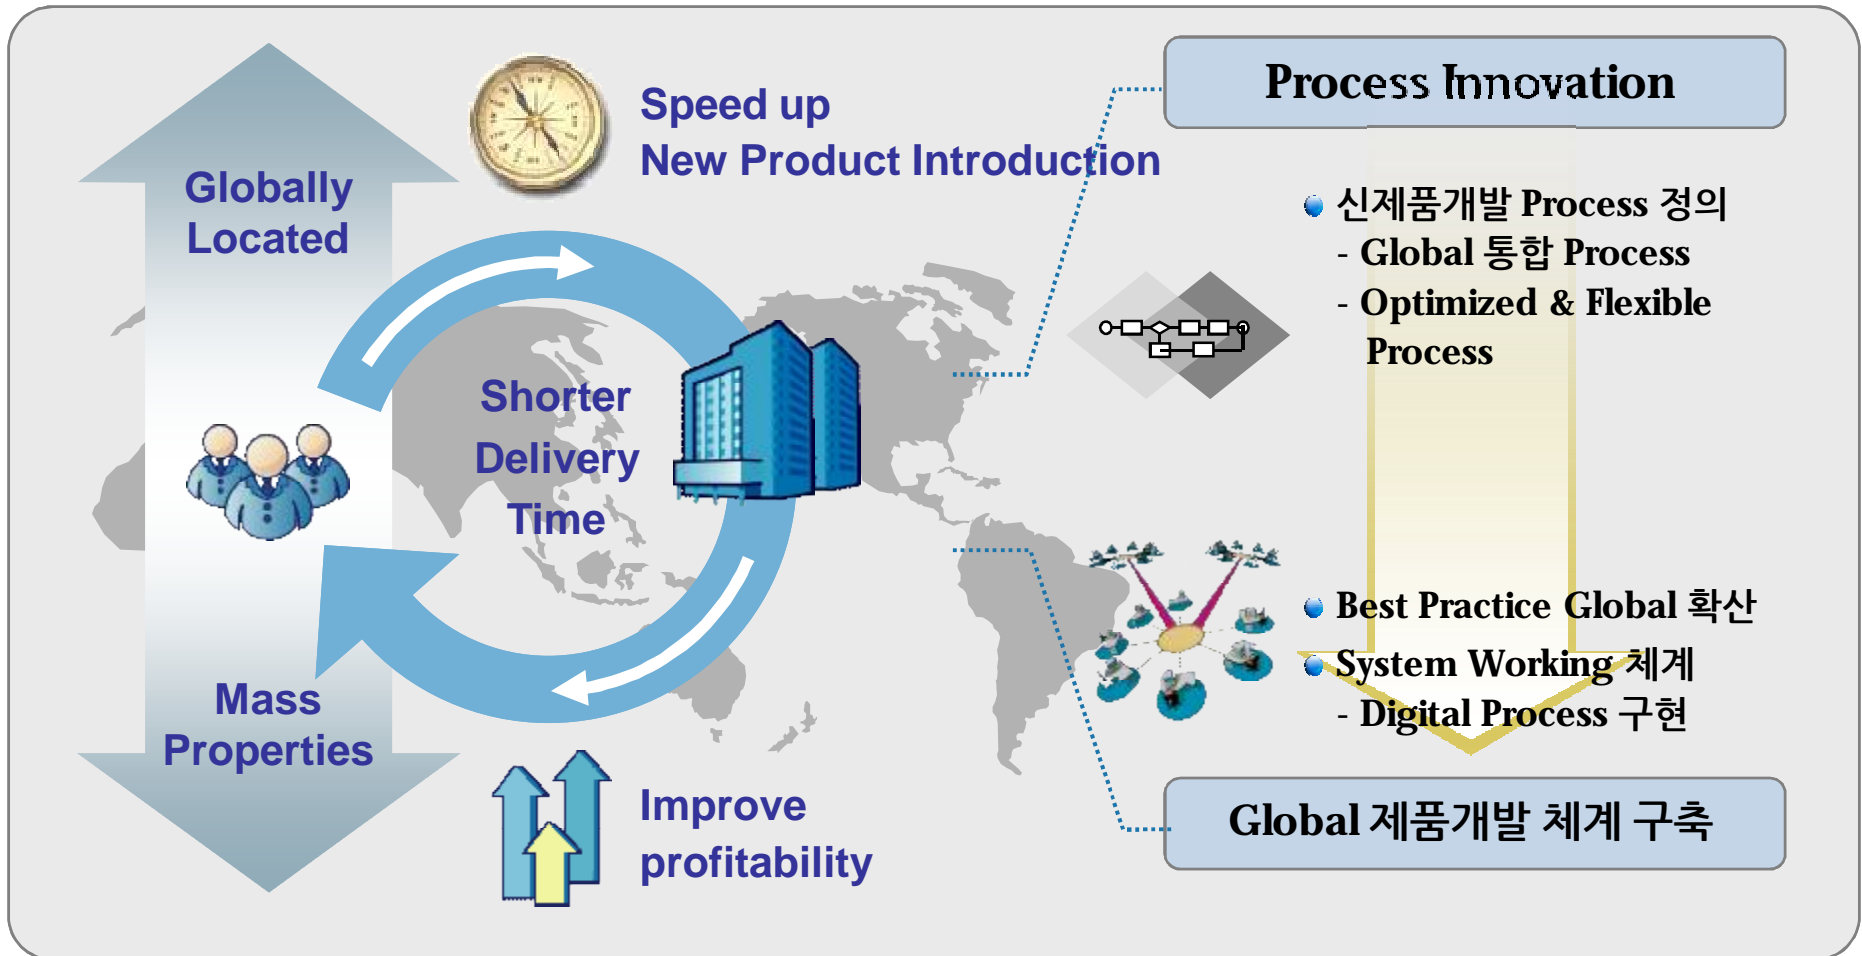 Globally
Located
Mass
Properties
Speed up
New Product Introduction
Shorter
Delivery
Time
Improve
profitability
Process Innovation
신제품개발 Process 정의
- Global 통합 Process
- Optimized & Flexible
Process
Best Practice Global 확산
System Working 체계
- Digital Process 구현
Global 제품개발 체계 구축